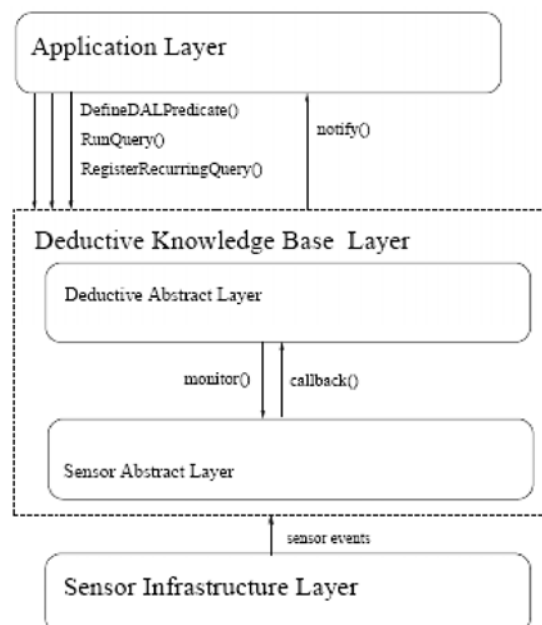 Application Layer
DefineDALPredicate()
RunQuery()
notify()
RegisterRecurringQuery()
Deductive Knowledge Base Layer
Deductive Abstract Layer
monitor()
callback()
Sensor Abstract Layer
sensor events
Sensor Infrastructure Layer